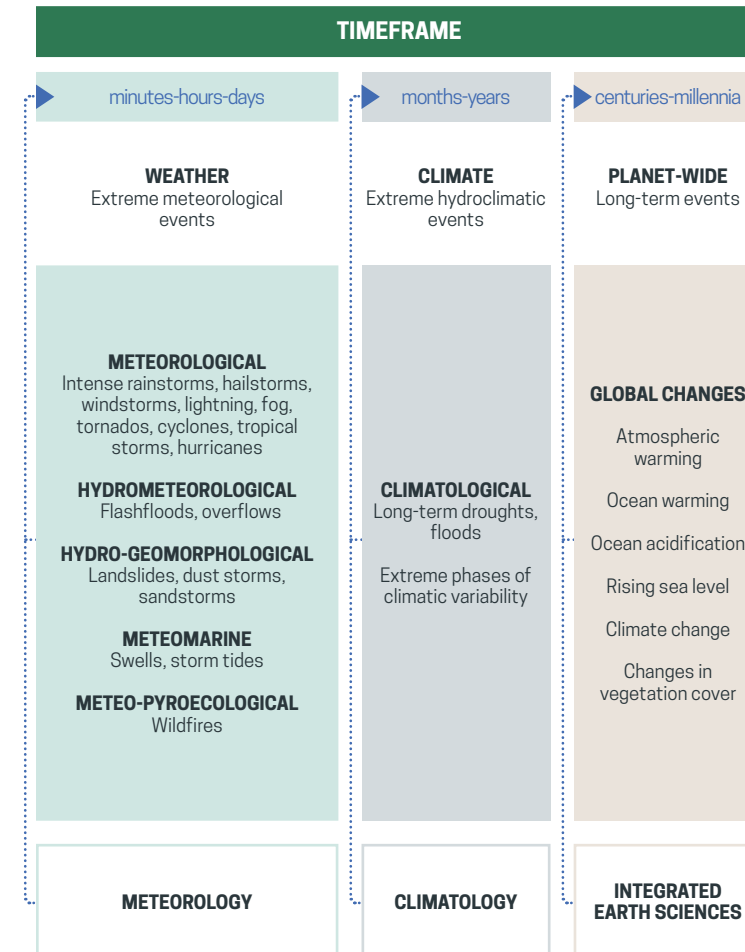 TIMEFRAME
minutes-hours-days
months-years
centuries-millennia
WEATHER
Extreme meteorological
events
CLIMATE
Extreme hydroclimatic
events
PLANET-WIDE
Long-term events
METEOROLOGICAL
Intense rainstorms, hailstorms,
windstorms, lightning, fog,
tornados, cyclones, tropical
storms, hurricanes
HYDROMETEOROLOGICAL
Flashfloods, overflows
HYDRO-GEOMORPHOLOGICAL
Landslides, dust storms,
sandstorms
METEOMARINE
Swells, storm tides
METEO-PYROECOLOGICAL
Wildfires
CLIMATOLOGICAL
Long-term droughts,
floods
Extreme phases of
climatic variability
GLOBAL CHANGES
Atmospheric
warming
Ocean warming
Ocean acidification
Rising sea level
Climate change
Changes in
vegetation cover
METEOROLOGY
CLIMATOLOGY
INTEGRATED
EARTH SCIENCES